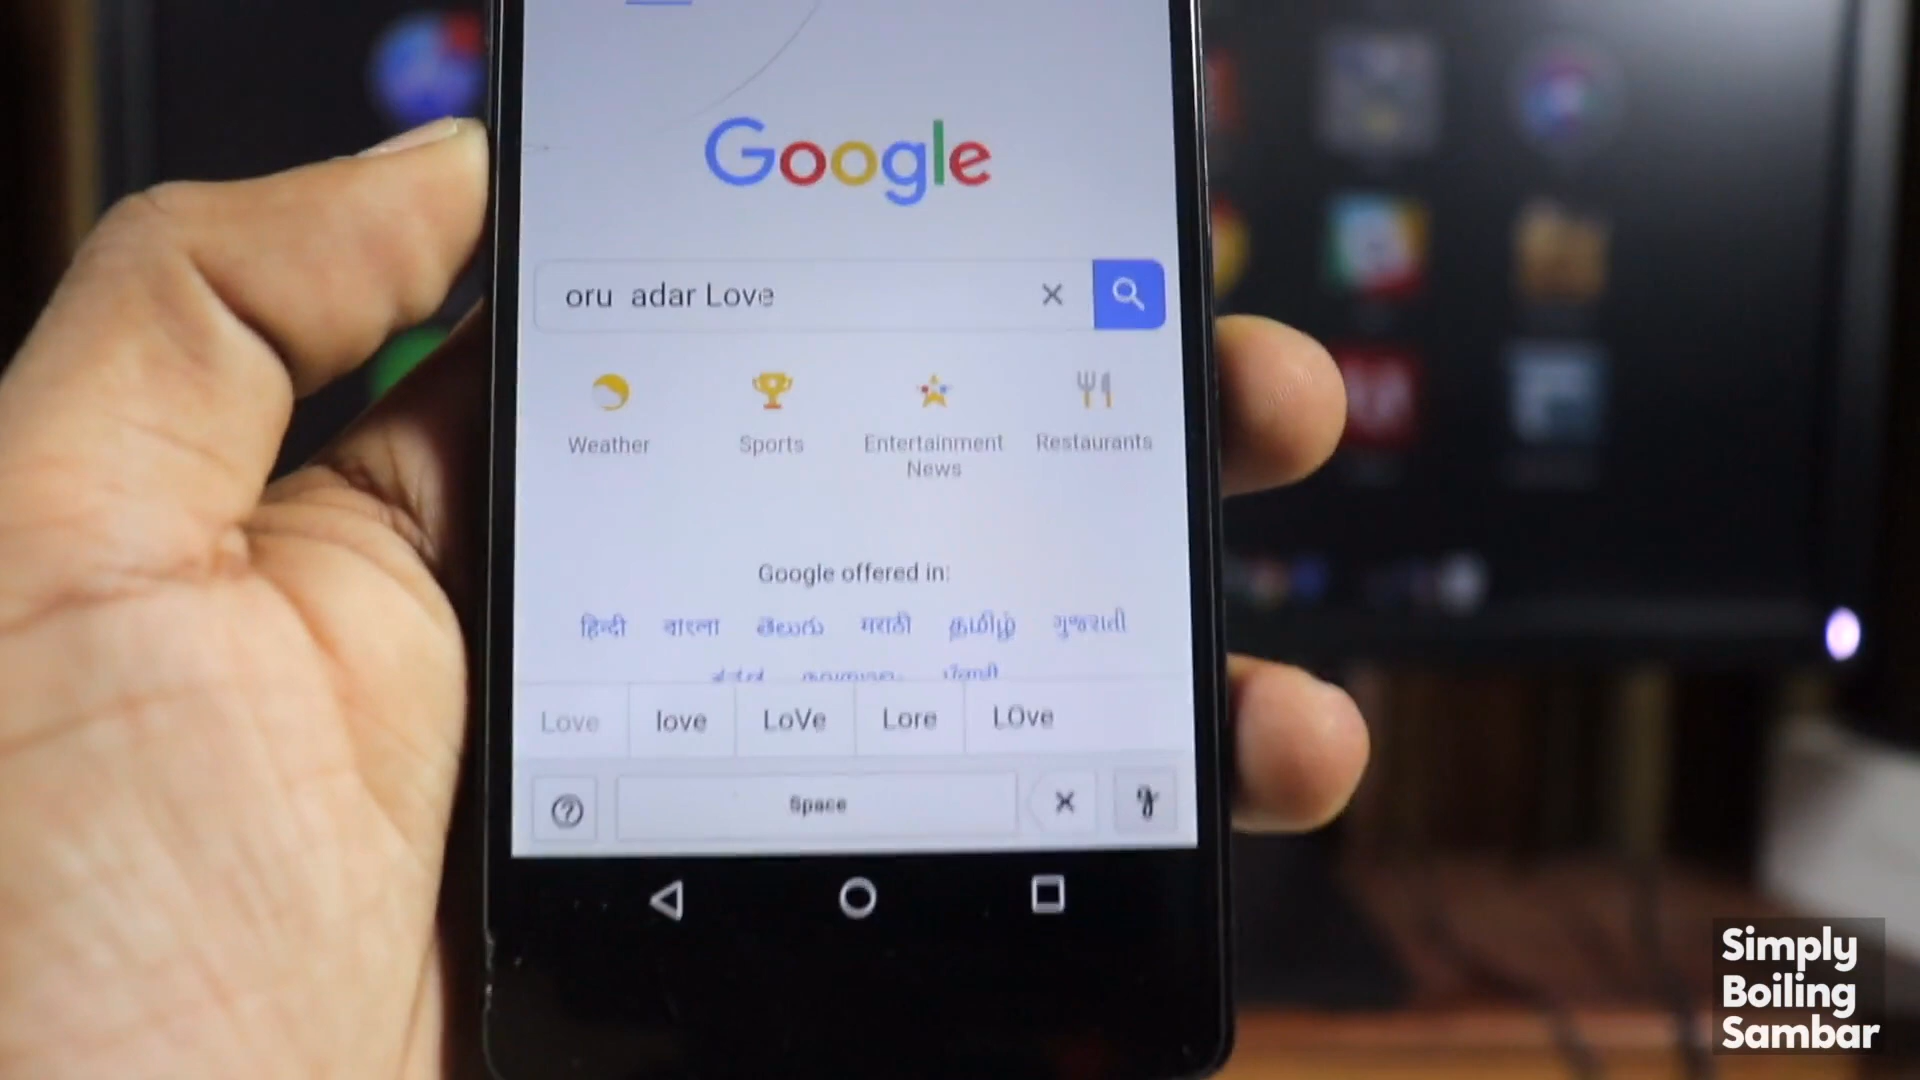 Google
oru adar Love
Weather Sports Entertainment News Restaurants
Google offered in:
हिन्दी বাংলা తెలుగు मराठी தமிழ் ગુજરાતી
Love love LoVe Lore LOve
Space
Simply
Boiling
Sambar